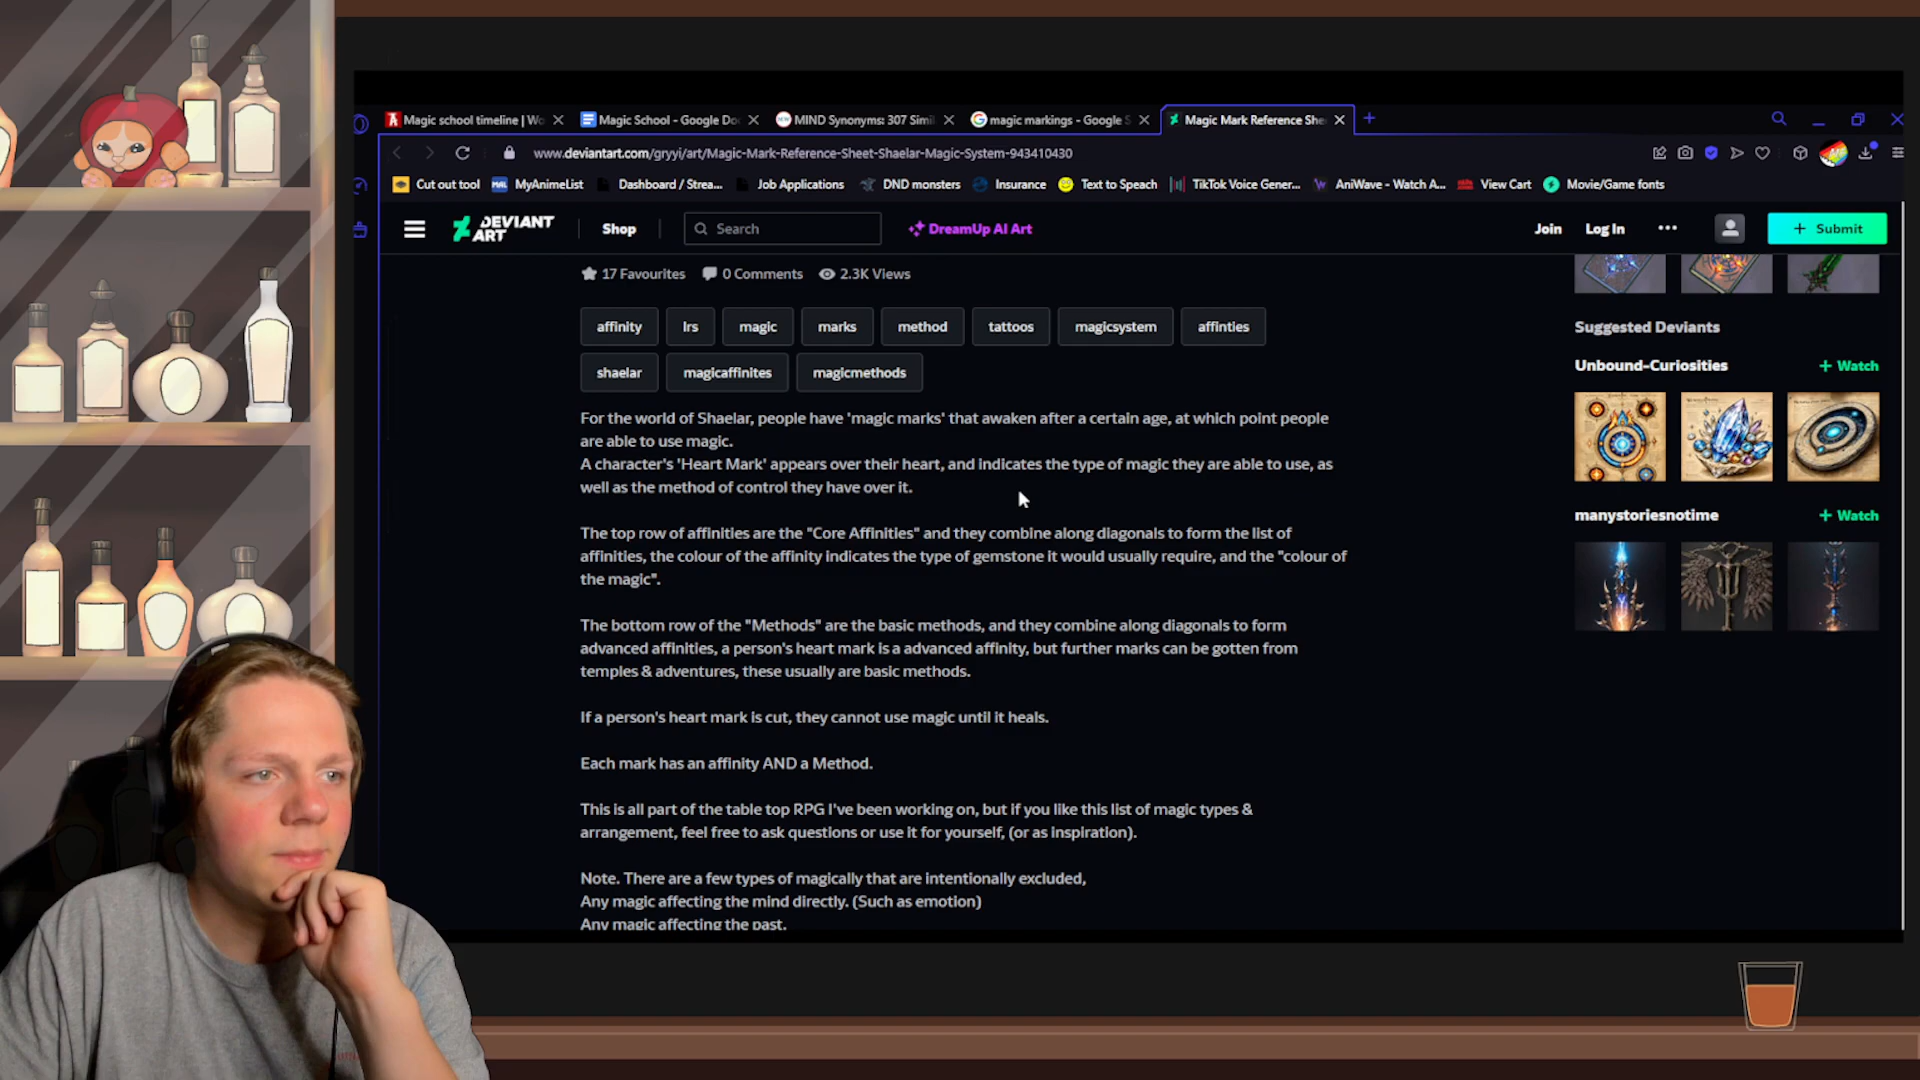 Magic school timeline | Wo
Magic School - Google Do
MIND Synonyms: 307 Simil
magic markings - Google S
Magic Mark Reference She
www.deviantart.com/gryyi/art/Magic-Mark-Reference-Sheet-Shaelar-Magic-System-943410430
Cut out tool
MyAnimeList
Dashboard / Strea...
Job Applications
DND monsters
Insurance
Text to Speech
TikTok Voice Gener...
AniWave - Watch A...
View Cart
Movie/Game fonts
DEVIANT
ART
Shop
Search
DreamUp AI Art
Join
Log In
+ Submit
17 Favourites
0 Comments
2.3K Views
affinity
lrs
magic
marks
method
tattoos
magicsystem
affinties
shaelar
magicaffinites
magicmethods
For the world of Shaelar, people have 'magic marks' that awaken after a certain age, at which point people
are able to use magic.
A character's 'Heart Mark' appears over their heart, and indicates the type of magic they are able to use, as
well as the method of control they have over it.
The top row of affinities are the "Core Affinities" and they combine along diagonals to form the list of
affinities, the colour of the affinity indicates the type of gemstone it would usually require, and the "colour of
the magic".
The bottom row of the "Methods" are the basic methods, and they combine along diagonals to form
advanced affinities, a person's heart mark is a advanced affinity, but further marks can be gotten from
temples & adventures, these usually are basic methods.
If a person's heart mark is cut, they cannot use magic until it heals.
Each mark has an affinity AND a Method.
This is all part of the table top RPG I've been working on, but if you like this list of magic types &
arrangement, feel free to ask questions or use it for yourself, (or as inspiration).
Note. There are a few types of magically that are intentionally excluded,
Any magic affecting the mind directly. (Such as emotion)
Any magic affecting the past.
Suggested Deviants
Unbound-Curiosities
+ Watch
manystoriesnotime
+ Watch